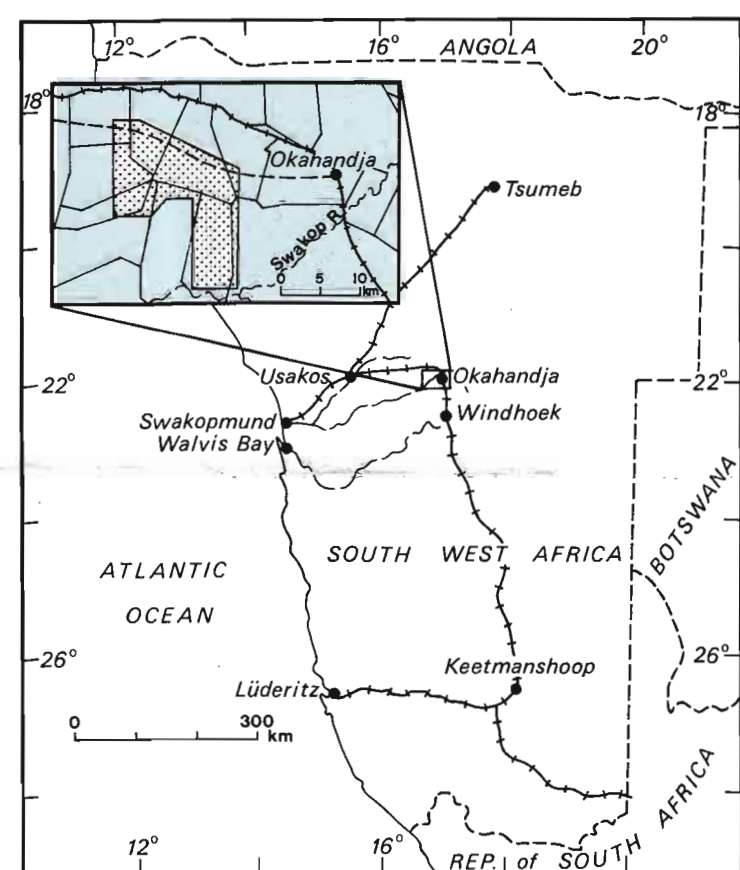 12° 16° 20°
ANGOLA
18° 18°
Okahandja
Swakop R.
0 5 10
km
Tsumeb
22° Usakos Okahandja 22°
Swakopmund Windhoek
Walvis Bay
BOTSWANA
SOUTH WEST AFRICA
ATLANTIC
OCEAN
26° Keetmanshoop 26°
Lüderitz
0 300
km
12° 16°
REP. of SOUTH AFRICA